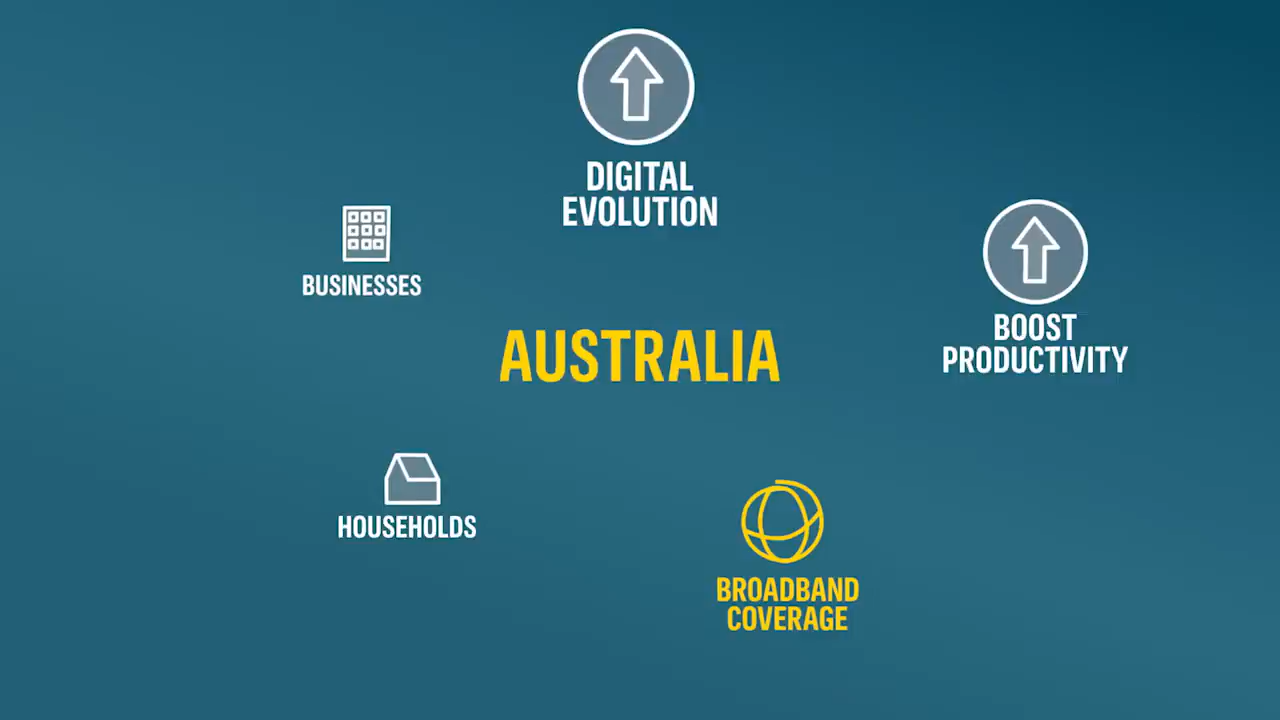 DIGITAL
EVOLUTION
BUSINESSES
BOOST
PRODUCTIVITY
AUSTRALIA
HOUSEHOLDS
BROADBAND
COVERAGE